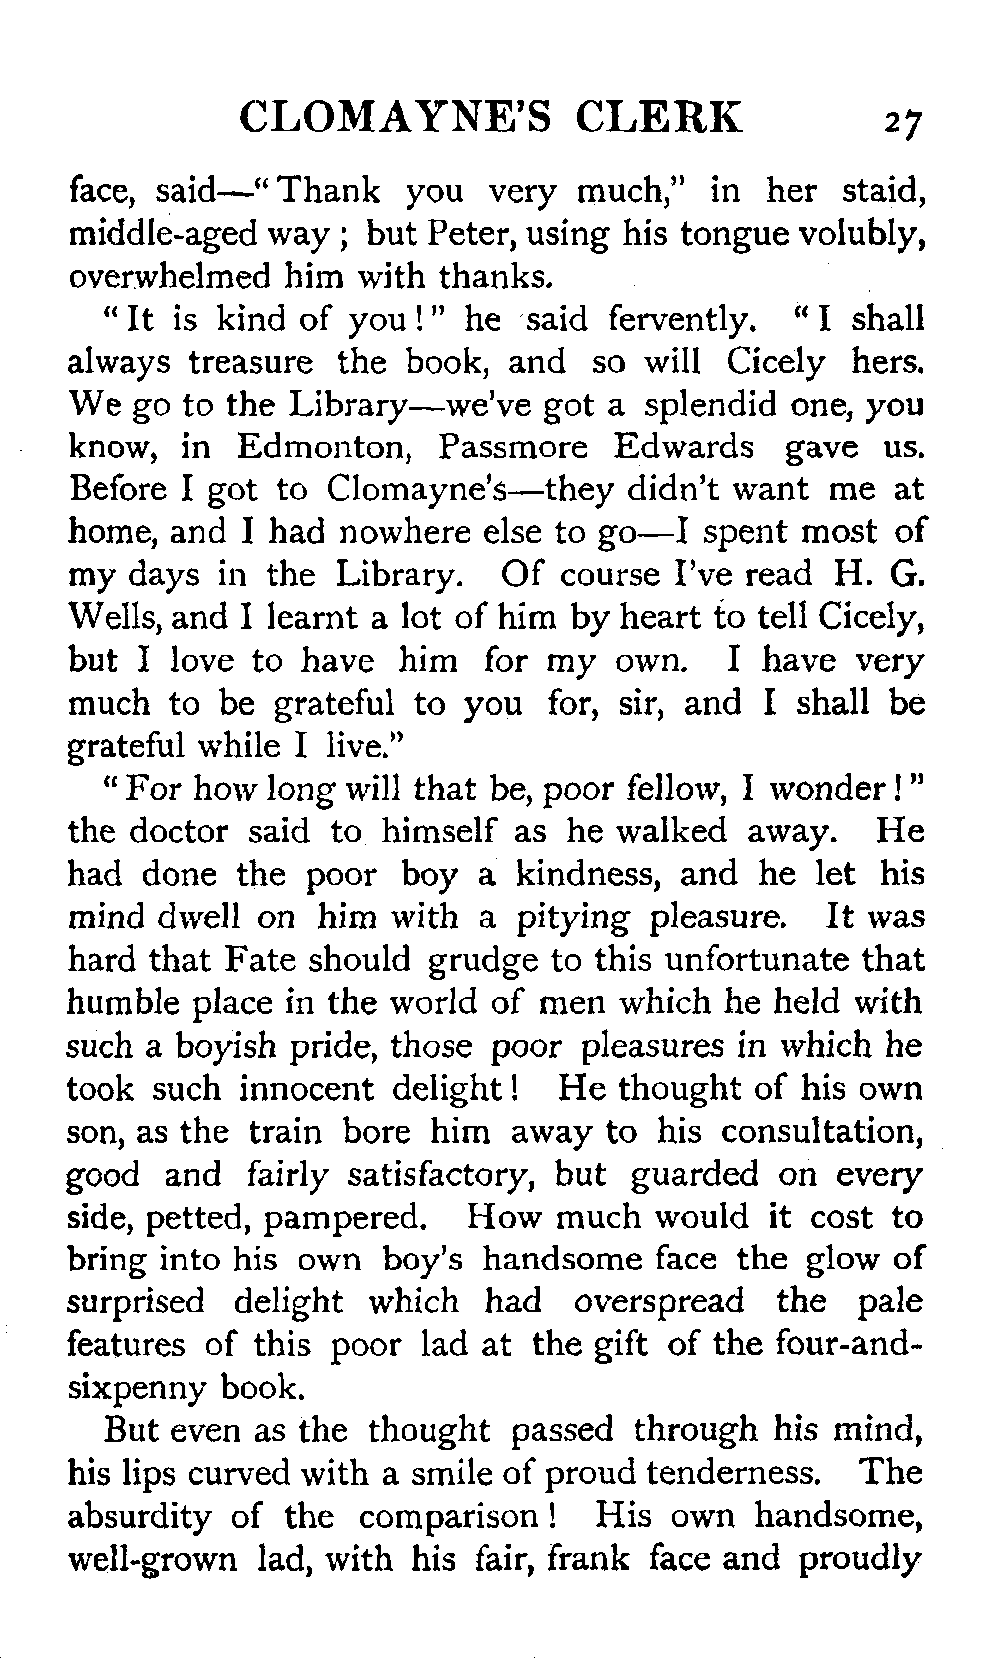 CLOMAYNE'S CLERK 27
face, said—"Thank you very much," in her staid,
middle-aged way; but Peter, using his tongue volubly,
overwhelmed him with thanks.
"It is kind of you!" he said fervently. "I shall
always treasure the book, and so will Cicely hers.
We go to the Library—we've got a splendid one, you
know, in Edmonton, Passmore Edwards gave us.
Before I got to Clomayne's—they didn't want me at
home, and I had nowhere else to go—I spent most of
my days in the Library. Of course I've read H. G.
Wells, and I learnt a lot of him by heart to tell Cicely,
but I love to have him for my own. I have very
much to be grateful to you for, sir, and I shall be
grateful while I live."
"For how long will that be, poor fellow, I wonder!"
the doctor said to himself as he walked away. He
had done the poor boy a kindness, and he let his
mind dwell on him with a pitying pleasure. It was
hard that Fate should grudge to this unfortunate that
humble place in the world of men which he held with
such a boyish pride, those poor pleasures in which he
took such innocent delight! He thought of his own
son, as the train bore him away to his consultation,
good and fairly satisfactory, but guarded on every
side, petted, pampered. How much would it cost to
bring into his own boy's handsome face the glow of
surprised delight which had overspread the pale
features of this poor lad at the gift of the four-and-
sixpenny book.
But even as the thought passed through his mind,
his lips curved with a smile of proud tenderness. The
absurdity of the comparison! His own handsome,
well-grown lad, with his fair, frank face and proudly